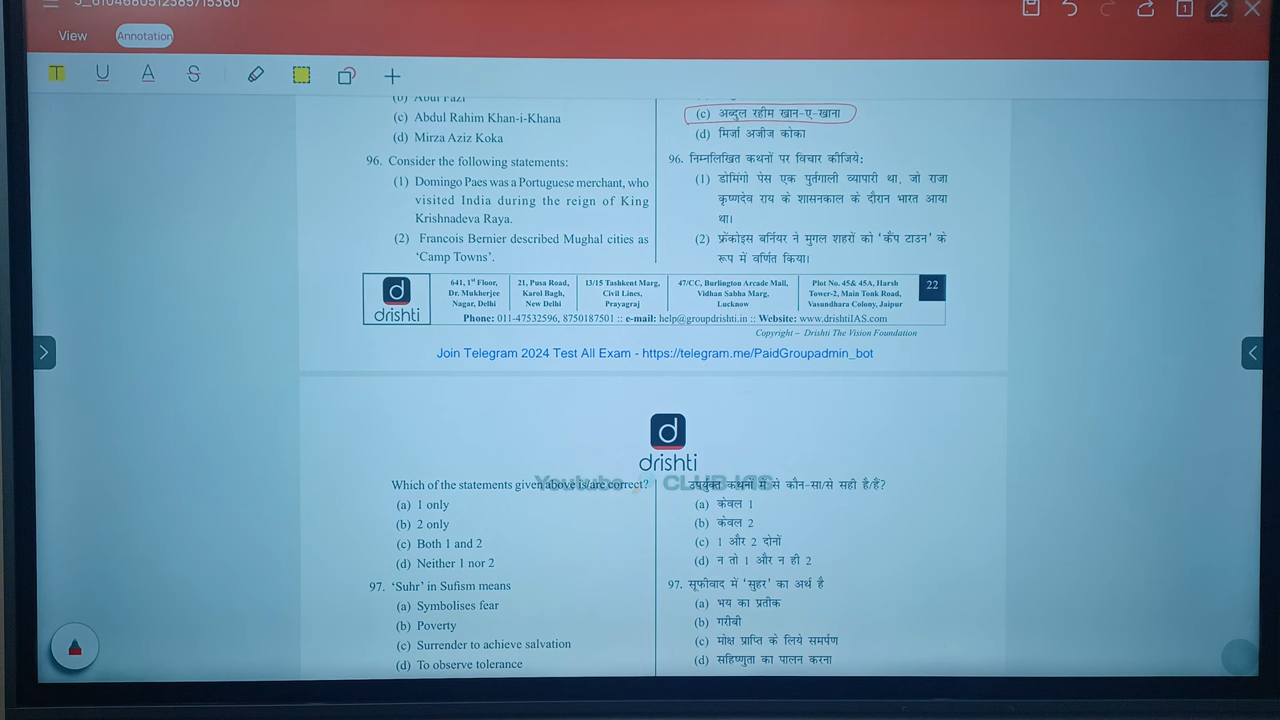 View
Annotation
T U A S
1
(c) Abdul Rahim Khan-i-Khana
(d) Mirza Aziz Koka
96. Consider the following statements:
(1) Domingo Paes was a Portuguese merchant, who
visited India during the reign of King
Krishnadeva Raya.
(2) Francois Bernier described Mughal cities as
‘Camp Towns’.
(c) अब्दुल रहीम खान-ए-खाना
(d) मिर्जा अजीज कोका
96. निम्नलिखित कथनों पर विचार कीजिये:
(1) डोमिंगो पेस एक पुर्तगाली व्यापारी था, जो राजा
कृष्णदेव राय के शासनकाल के दौरान भारत आया
था।
(2) फ्रेंकोइस बर्नियर ने मुगल शहरों को ‘कैंप टाउन’ के
रूप में वर्णित किया।
d
drishti
641, 1st Floor,
Dr. Mukherjee
Nagar, Delhi
21, Pusa Road,
Karol Bagh,
New Delhi
13/15 Tashkent Marg,
Civil Lines,
Prayagraj
47/CC, Burlington Arcade Mall,
Vidhan Sabha Marg,
Lucknow
Plot No. 45& 45A, Harsh
Tower-2, Main Tonk Road,
Vasundhara Colony, Jaipur
22
Phone: 011-47532596, 8750187501 :: e-mail: help@groupdrishti.in :: Website: www.drishtiIAS.com
Copyright – Drishti The Vision Foundation
Join Telegram 2024 Test All Exam - https://telegram.me/PaidGroupadmin_bot
d
drishti
Youtube CLUB IAS
Which of the statements given above is/are correct?
(a) 1 only
(b) 2 only
(c) Both 1 and 2
(d) Neither 1 nor 2
97. ‘Suhr’ in Sufism means
(a) Symbolises fear
(b) Poverty
(c) Surrender to achieve salvation
(d) To observe tolerance
उपर्युक्त कथनों में से कौन-सा/से सही है/हैं?
(a) केवल 1
(b) केवल 2
(c) 1 और 2 दोनों
(d) न तो 1 और न ही 2
97. सूफीवाद में ‘सुहर’ का अर्थ है
(a) भय का प्रतीक
(b) गरीबी
(c) मोक्ष प्राप्ति के लिये समर्पण
(d) सहिष्णुता का पालन करना